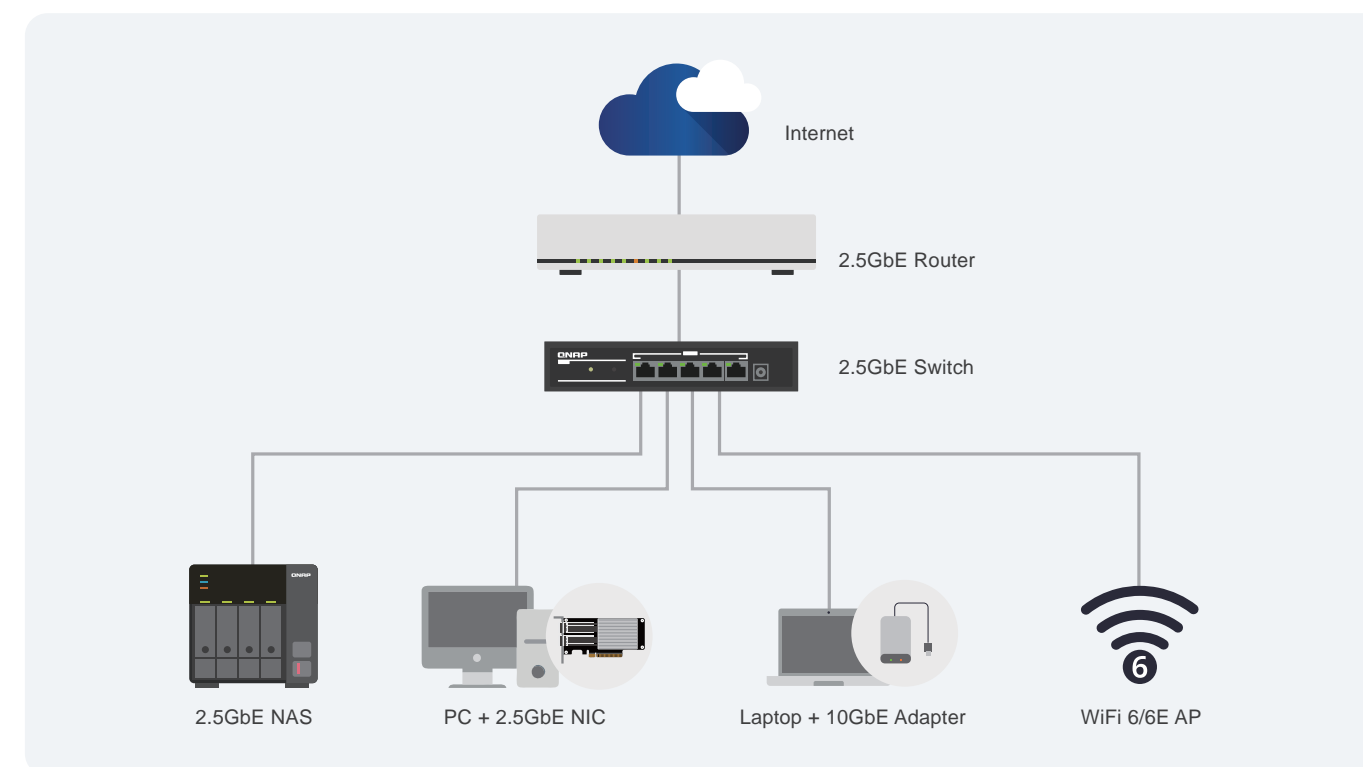 Internet
2.5GbE Router
QNAP
2.5GbE Switch
QNAP
6
2.5GbE NAS
PC + 2.5GbE NIC
Laptop + 10GbE Adapter
WiFi 6/6E AP